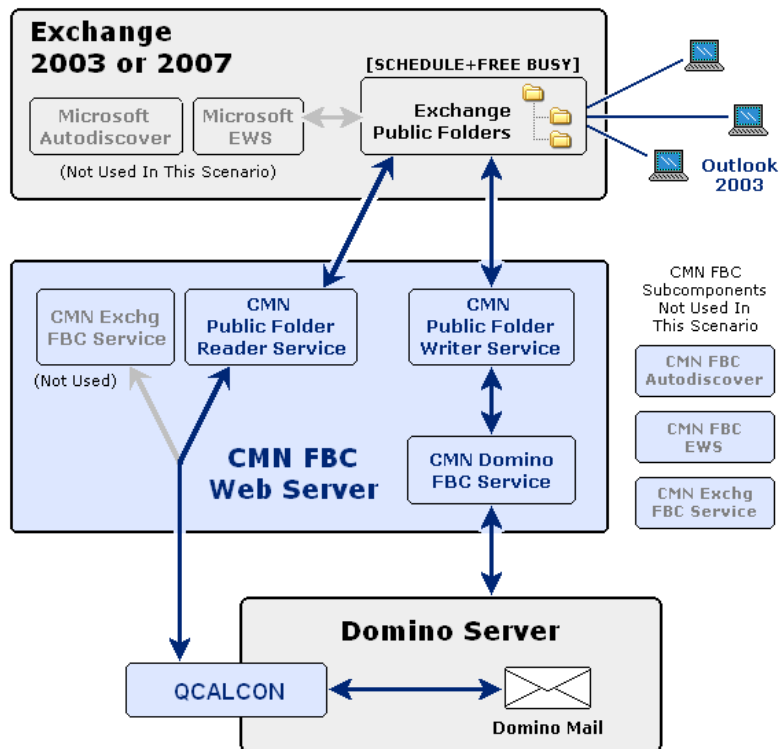 Exchange
2003 or 2007
[SCHEDULE+FREE BUSY]
Microsoft
Autodiscover
Microsoft
EWS
Exchange
Public Folders
(Not Used In This Scenario)
Outlook
2003
CMN Exchg
FBC Service
(Not Used)
CMN
Public Folder
Reader Service
CMN
Public Folder
Writer Service
CMN FBC
Web Server
CMN Domino
FBC Service
CMN FBC
Subcomponents
Not Used In
This Scenario
CMN FBC
Autodiscover
CMN FBC
EWS
CMN Exchg
FBC Service
Domino Server
QCALCON
Domino Mail